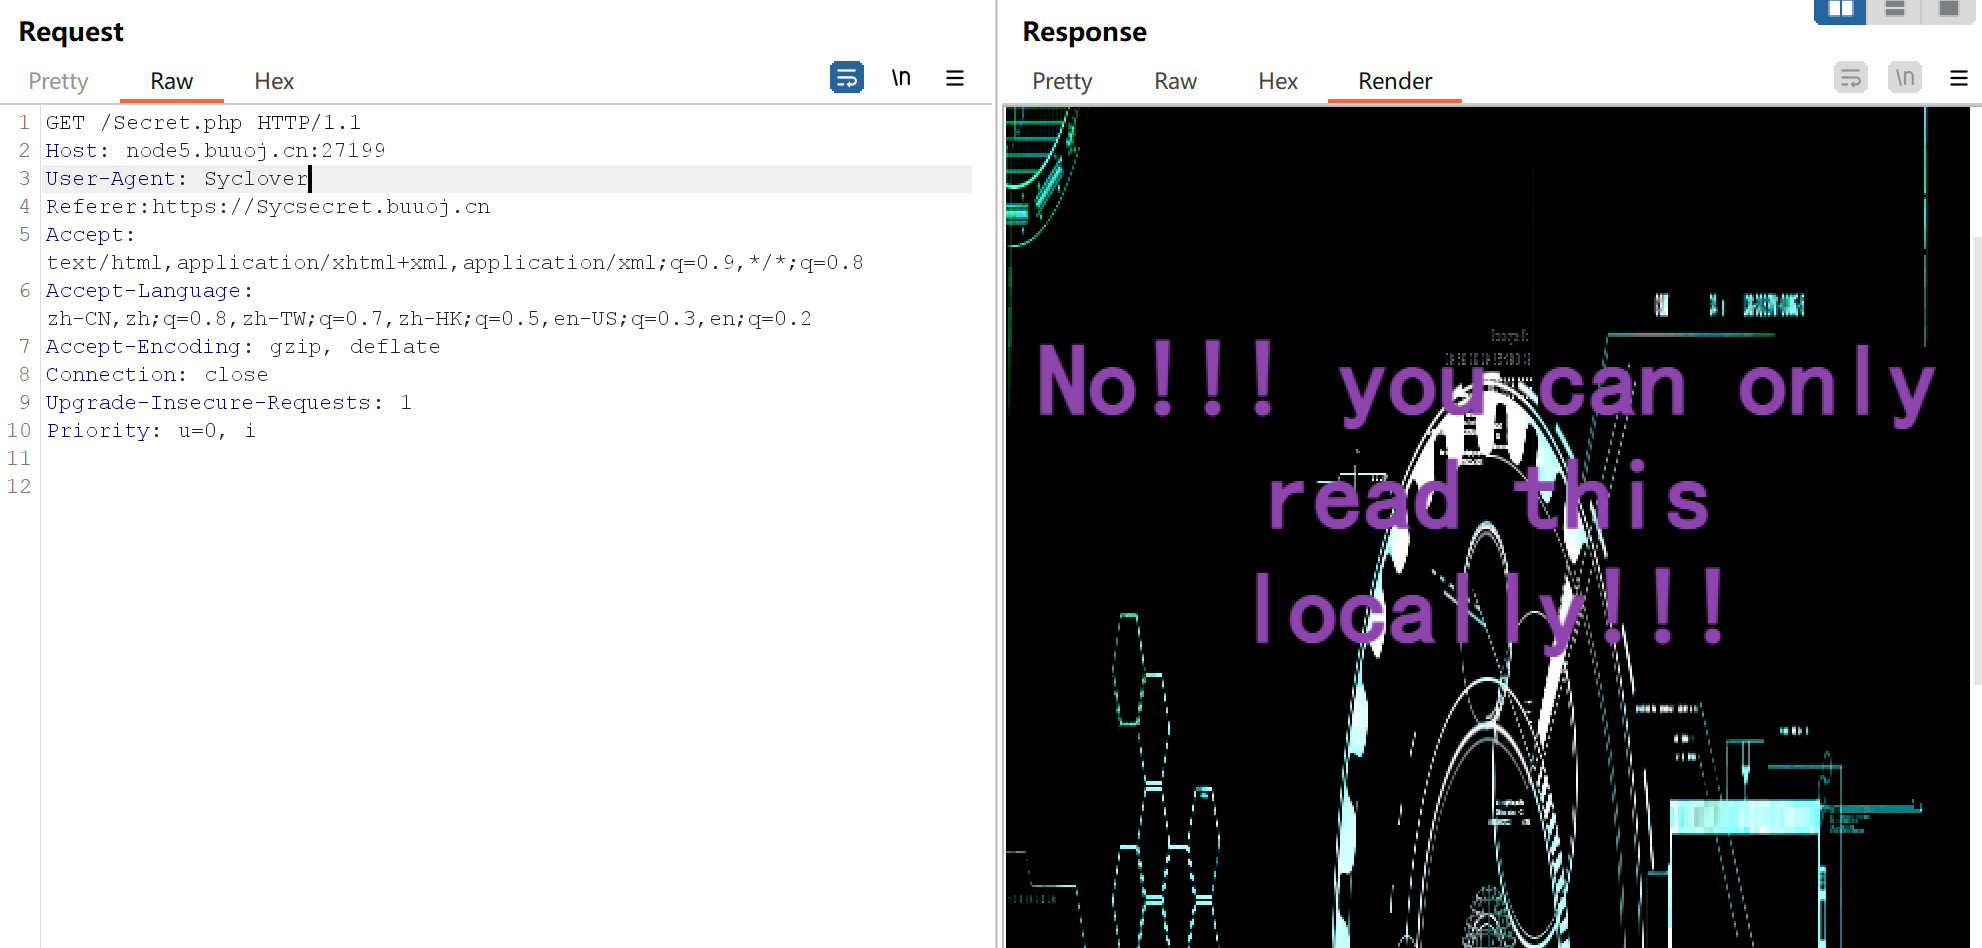 Request
Pretty Raw Hex \n
1 GET /Secret.php HTTP/1.1
2 Host: node5.buuoj.cn:27199
3 User-Agent: Syclover
4 Referer:https://Sycsecret.buuoj.cn
5 Accept:
text/html,application/xhtml+xml,application/xml;q=0.9,*/*;q=0.8
6 Accept-Language:
zh-CN,zh;q=0.8,zh-TW;q=0.7,zh-HK;q=0.5,en-US;q=0.3,en;q=0.2
7 Accept-Encoding: gzip, deflate
8 Connection: close
9 Upgrade-Insecure-Requests: 1
10 Priority: u=0, i
11
12
Response
Pretty Raw Hex Render \n
No!!! you can only
read this
locally!!!